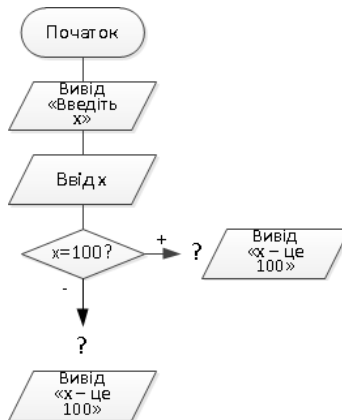 Початок
Вивід
«Введіть
х»
Ввід х
x=100?
+
?
Вивід
«х – це
100»
-
?
Вивід
«х – це
100»